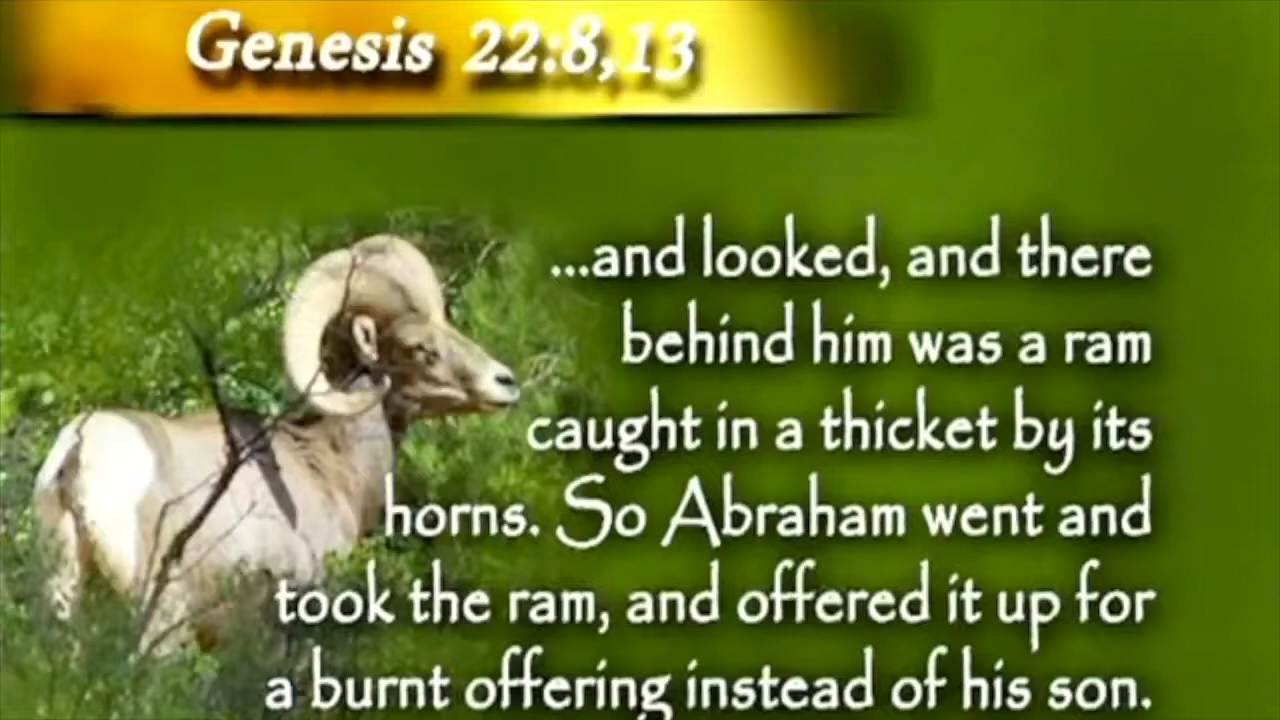 Genesis 22:8,13
...and looked, and there
behind him was a ram
caught in a thicket by its
horns. So Abraham went and
took the ram, and offered it up for
a burnt offering instead of his son.